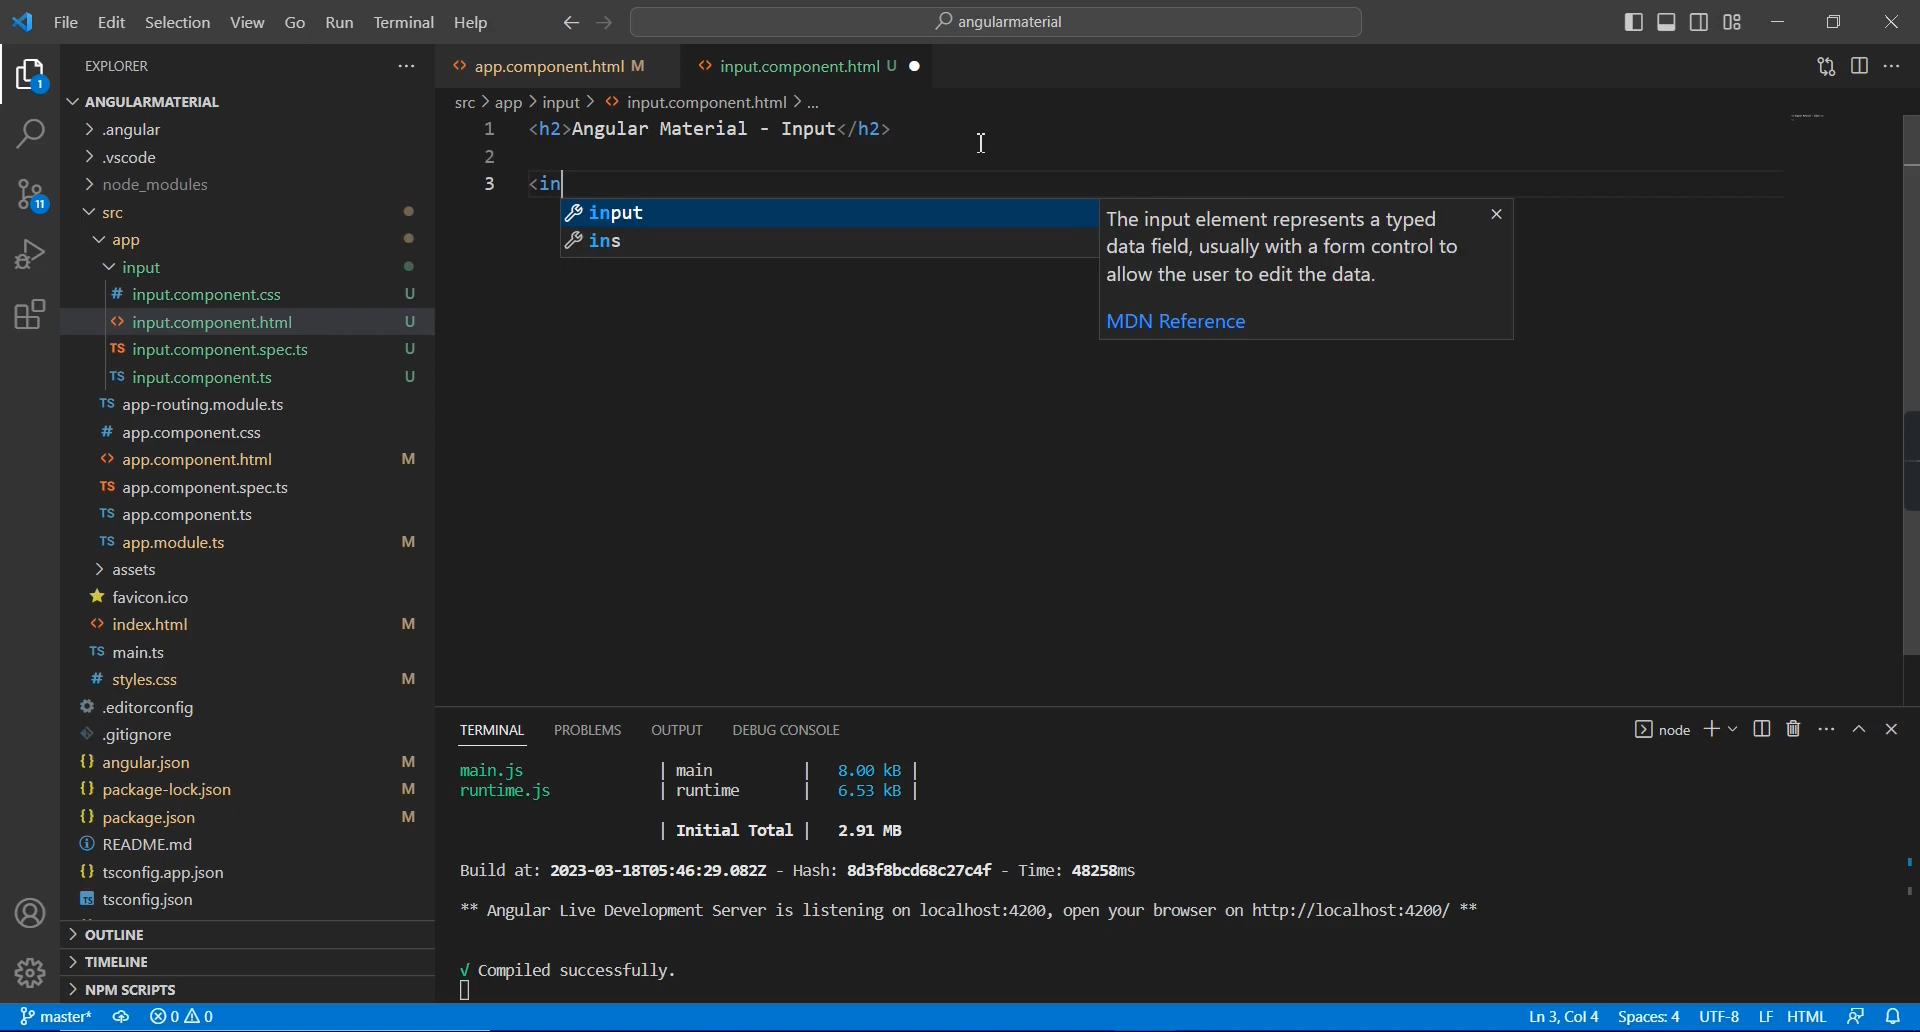 File Edit Selection View Go Run Terminal Help angularmaterial
EXPLORER
ANGULARMATERIAL
.angular
.vscode
node_modules
src
app
input
input.component.css U
input.component.html U
input.component.spec.ts U
input.component.ts U
app-routing.module.ts
app.component.css
app.component.html M
app.component.spec.ts
app.component.ts
app.module.ts M
assets
favicon.ico
index.html M
main.ts
styles.css M
.editorconfig
.gitignore
angular.json M
package-lock.json M
package.json M
README.md
tsconfig.app.json
tsconfig.json
OUTLINE
TIMELINE
NPM SCRIPTS
app.component.html M input.component.html U
src > app > input > input.component.html > ...
1 <h2>Angular Material - Input</h2>
2
3 <in
input
ins
The input element represents a typed
data field, usually with a form control to
allow the user to edit the data.
MDN Reference
TERMINAL PROBLEMS OUTPUT DEBUG CONSOLE node
main.js | main | 8.00 kB |
runtime.js | runtime | 6.53 kB |
| Initial Total | 2.91 MB
Build at: 2023-03-18T05:46:29.082Z - Hash: 8d3f8bcd68c27c4f - Time: 48258ms
** Angular Live Development Server is listening on localhost:4200, open your browser on http://localhost:4200/ **
√ Compiled successfully.
master* 0 0 Ln 3, Col 4 Spaces: 4 UTF-8 LF HTML